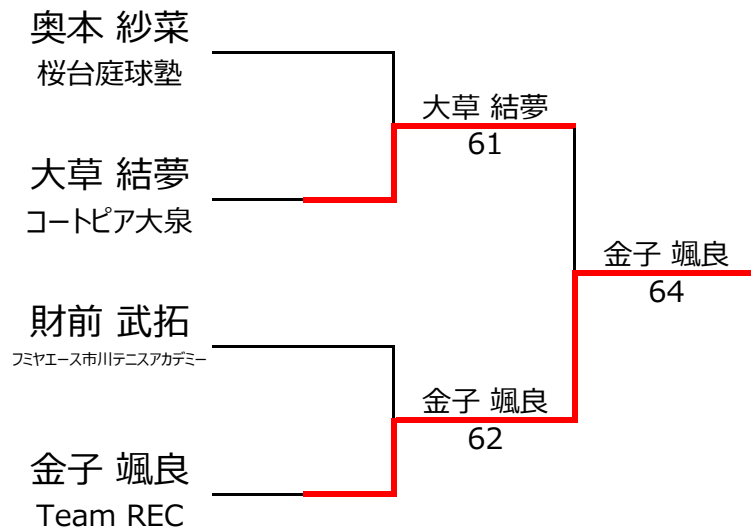 奥本 紗菜
桜台庭球塾
大草 結夢
61
大草 結夢
コートピア大泉
金子 颯良
64
財前 武拓
フミヤエース市川テニスアカデミー
金子 颯良
62
金子 颯良
Team REC